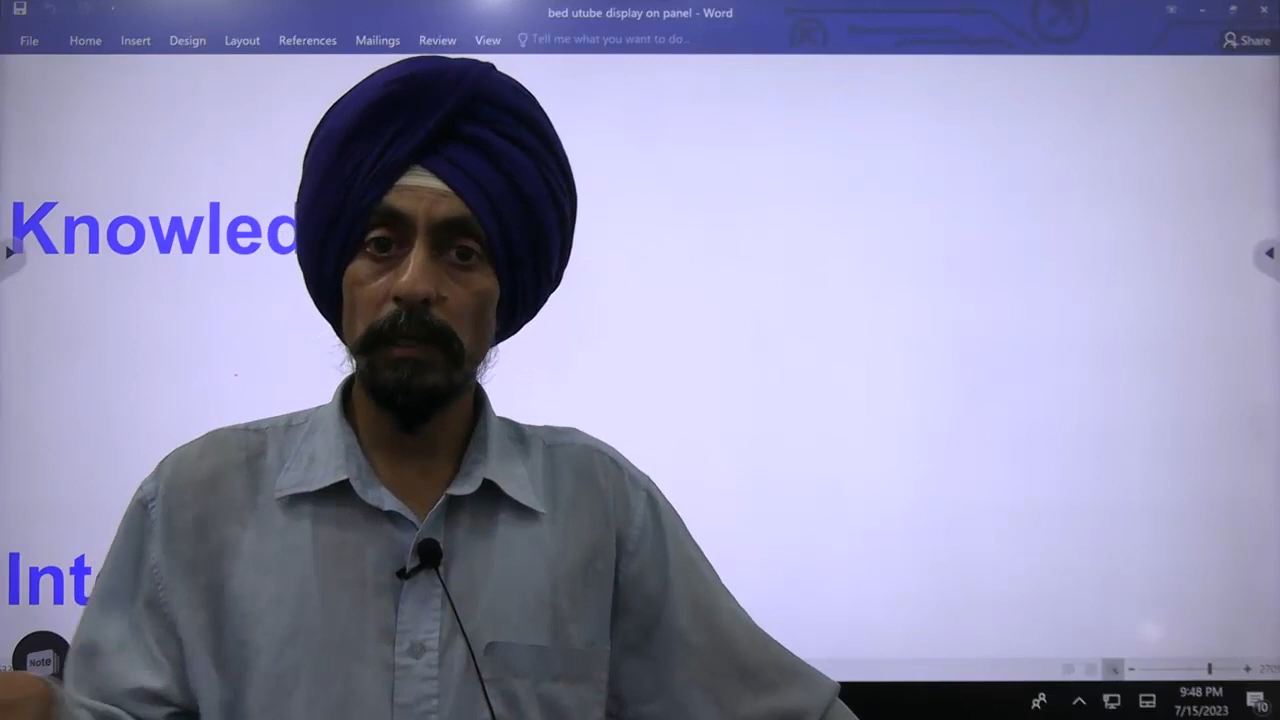 bed utube display on panel - Word
File Home Insert Design Layout References Mailings Review View Tell me what you want to do... Share
Knowled
Int
Note
9:48 PM
7/15/2023
10